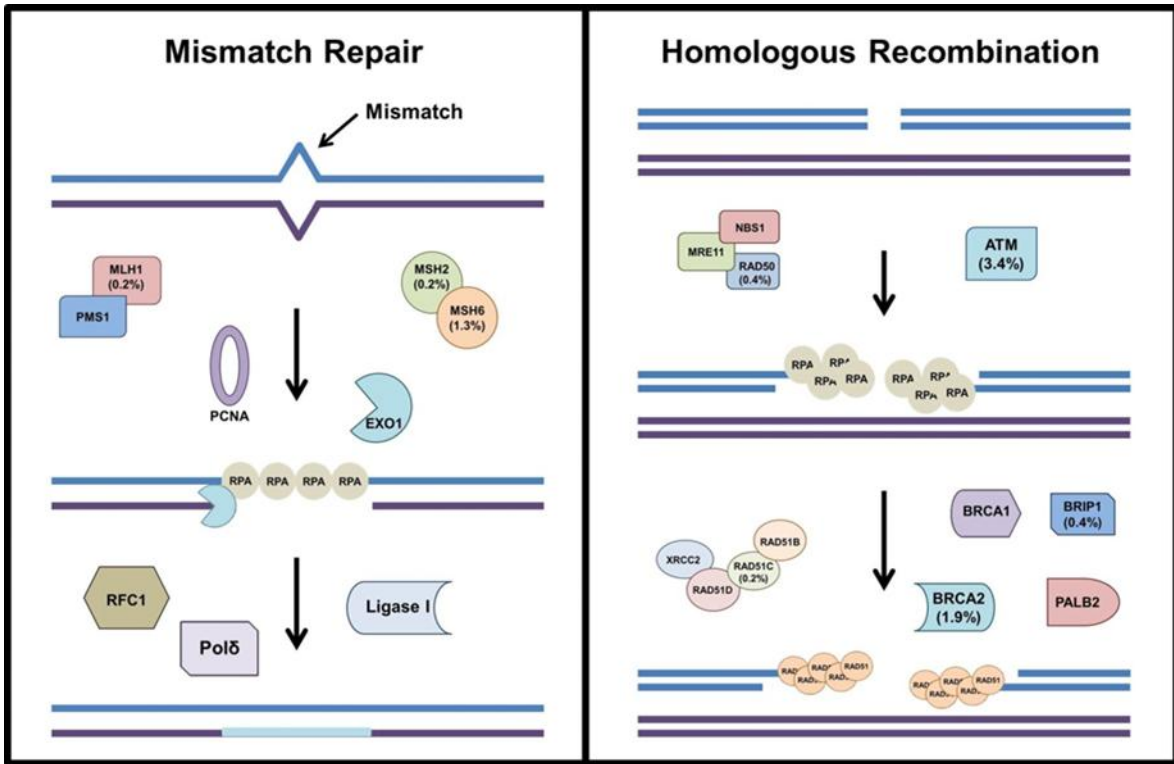 Mismatch Repair
Mismatch
MLH1
(0.2%)
PMS1
MSH2
(0.2%)
MSH6
(1.3%)
PCNA
EXO1
RPA RPA RPA RPA
RFC1
Polδ
Ligase I
Homologous Recombination
NBS1
MRE11
RAD50
(0.4%)
ATM
(3.4%)
RPA RPA RPA RPA
RPA RPA RPA RPA
BRCA1
BRIP1
(0.4%)
XRCC2
RAD51D
RAD51C
(0.2%)
RAD51B
BRCA2
(1.9%)
PALB2
RAD51
RAD51